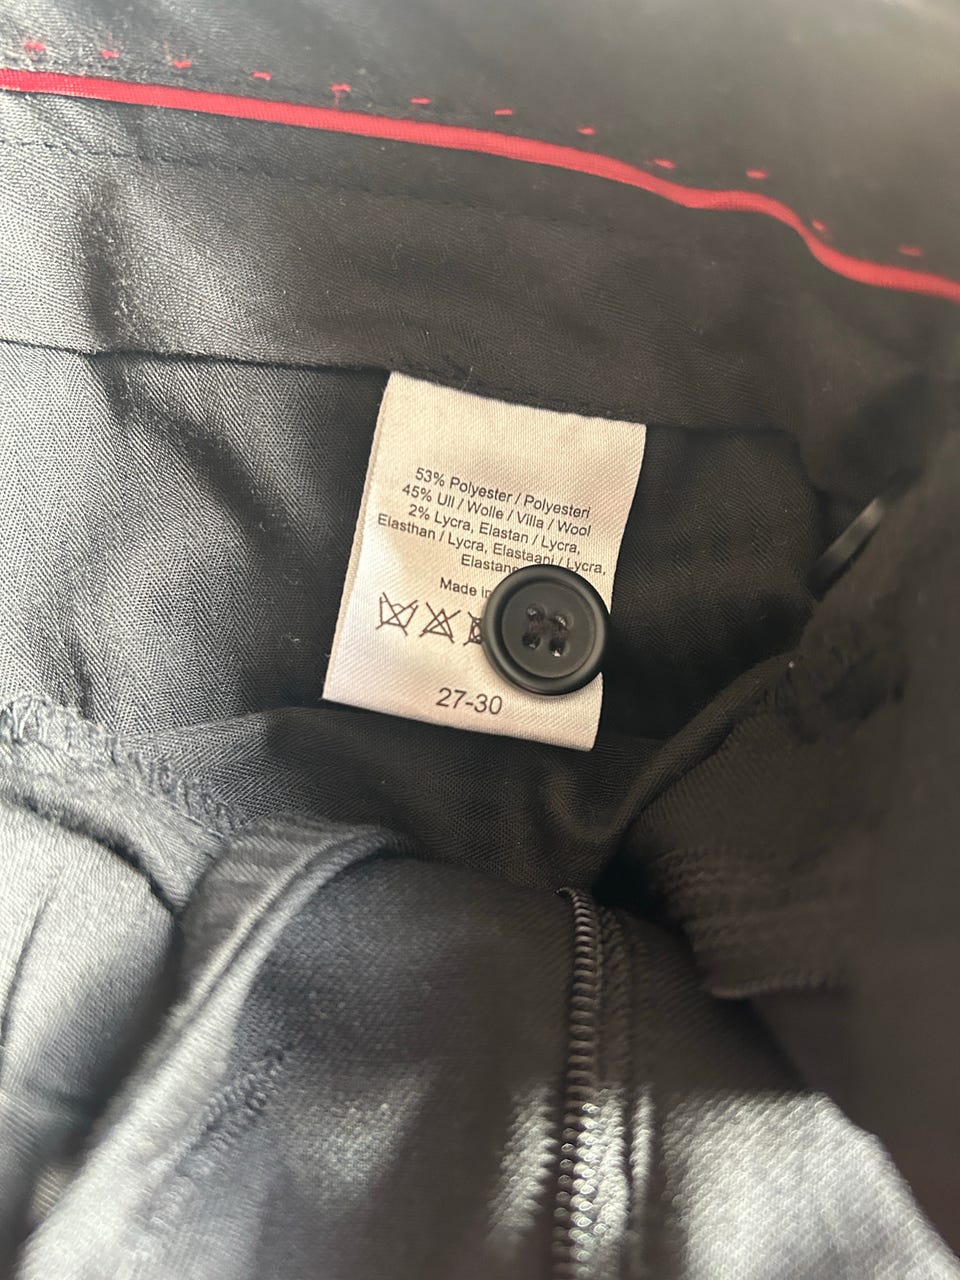 53% Polyester / Polyesteri
45% Ull / Wolle / Villa / Wool
2% Lycra, Elastan / Lycra,
Elasthan / Lycra, Elastaani / Lycra,
Elastane
Made in
27-30